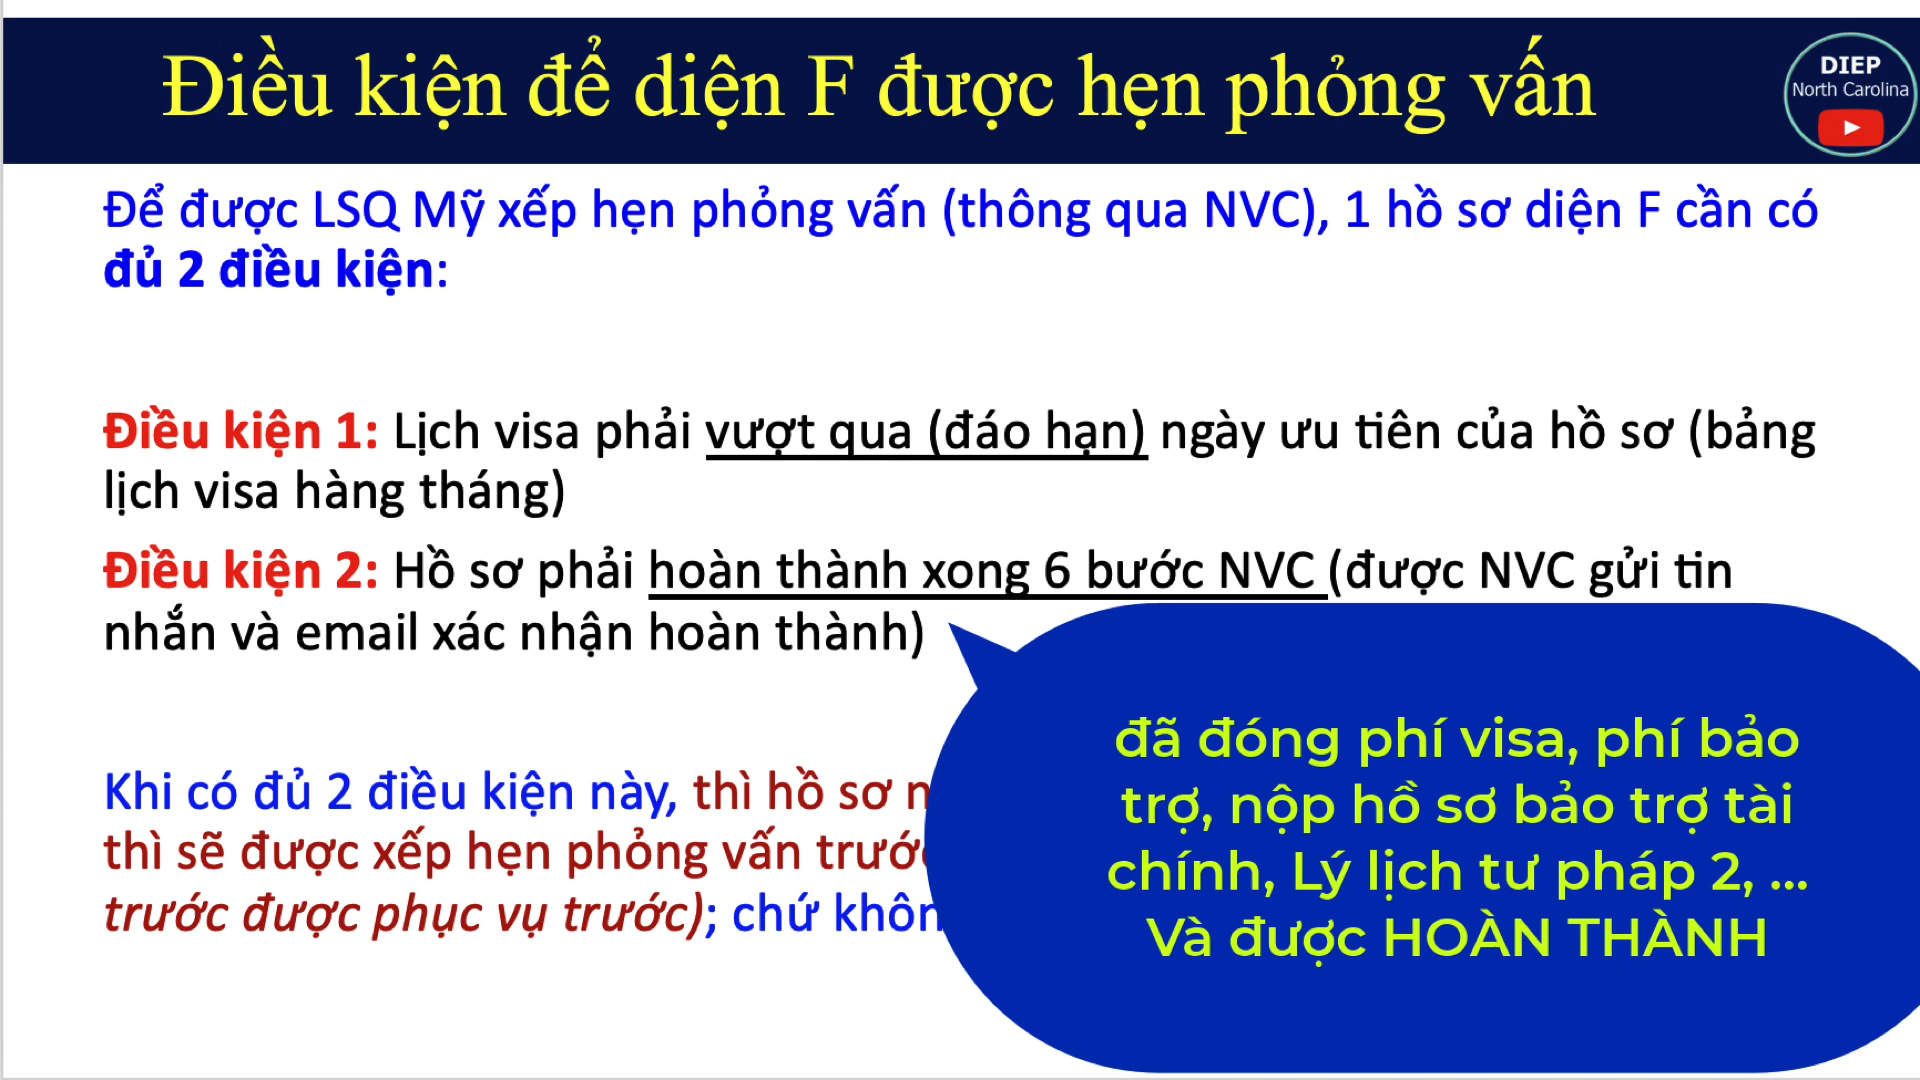 Điều kiện để diện F được hẹn phỏng vấn
DIEP
North Carolina
Để được LSQ Mỹ xếp hẹn phỏng vấn (thông qua NVC), 1 hồ sơ diện F cần có
đủ 2 điều kiện:
Điều kiện 1: Lịch visa phải vượt qua (đáo hạn) ngày ưu tiên của hồ sơ (bảng
lịch visa hàng tháng)
Điều kiện 2: Hồ sơ phải hoàn thành xong 6 bước NVC (được NVC gửi tin
nhắn và email xác nhận hoàn thành)
Khi có đủ 2 điều kiện này, thì hồ sơ
thì sẽ được xếp hẹn phỏng vấn
trước được phục vụ trước); chứ
đã đóng phí visa, phí bảo
trợ, nộp hồ sơ bảo trợ tài
chính, Lý lịch tư pháp 2, ...
Và được HOÀN THÀNH